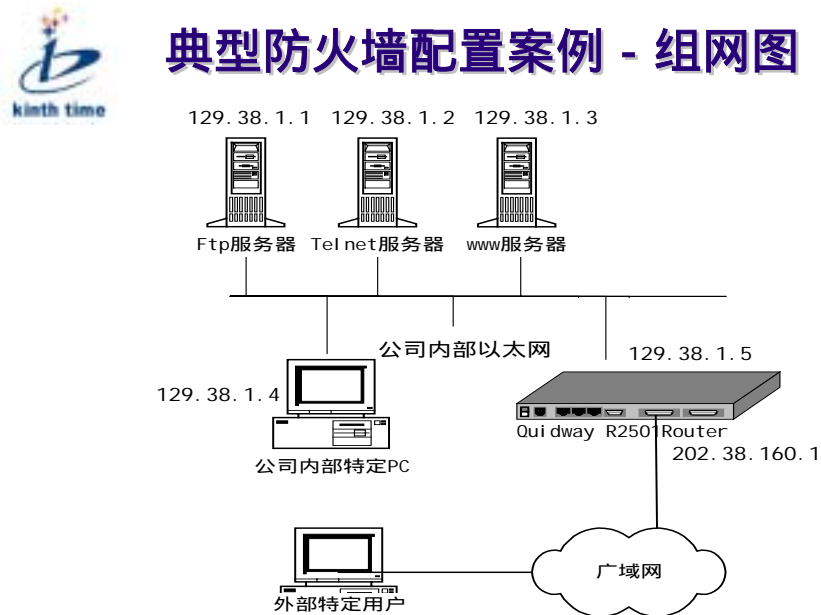 kinth time
典型防火墙配置案例 - 组网图
129.38.1.1 129.38.1.2 129.38.1.3
Ftp服务器 Telnet服务器 www服务器
公司内部以太网
129.38.1.5
129.38.1.4
Quidway R2501Router
202.38.160.1
公司内部特定PC
广域网
外部特定用户